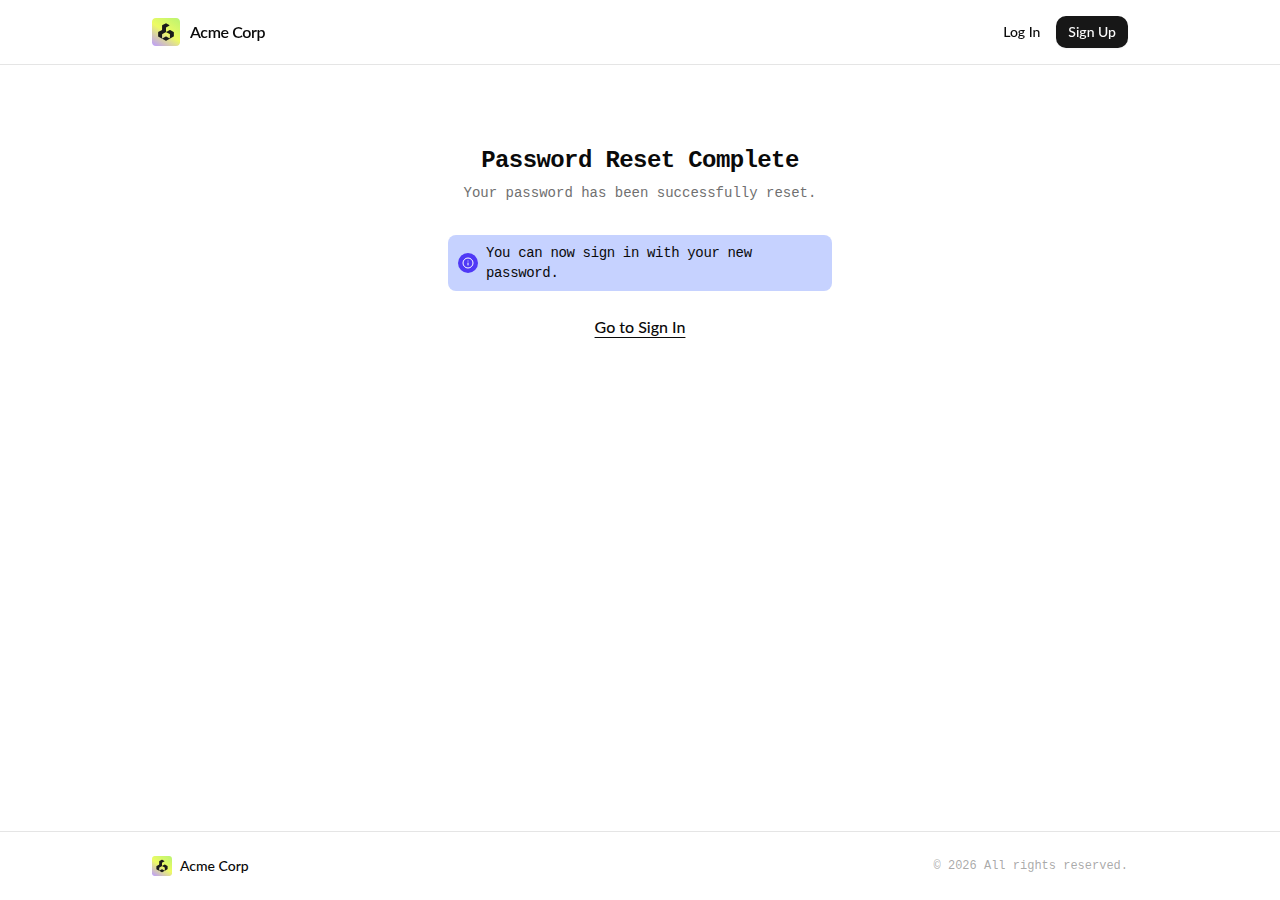 Acme Corp
Log In
Sign Up
Password Reset Complete
Your password has been successfully reset.
You can now sign in with your new
password.
Go to Sign In
Acme Corp
© 2026 All rights reserved.